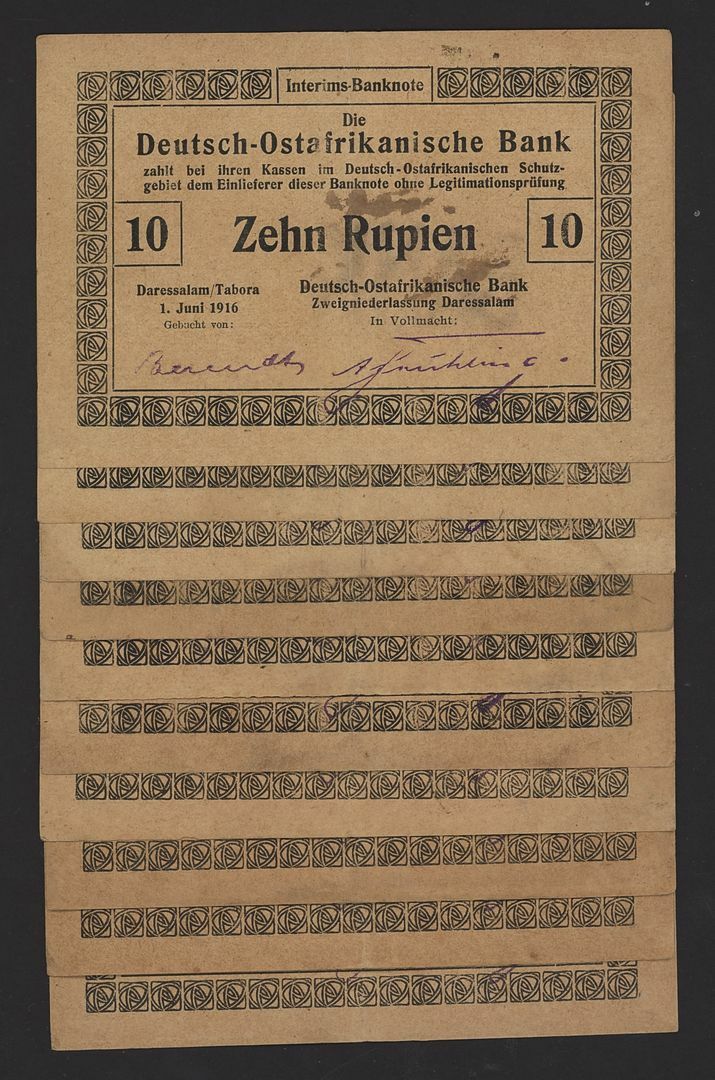 Interims-Banknote
Die
Deutsch-Ostafrikanische Bank
zahlt bei ihren Kassen im Deutsch-Ostafrikanischen Schutz-
gebiet dem Einlieferer dieser Banknote ohne Legitimationsprüfung
10 Zehn Rupien 10
Daressalam/Tabora
1. Juni 1916
Gebucht von:
Deutsch-Ostafrikanische Bank
Zweigniederlassung Daressalam
In Vollmacht:
Berendt